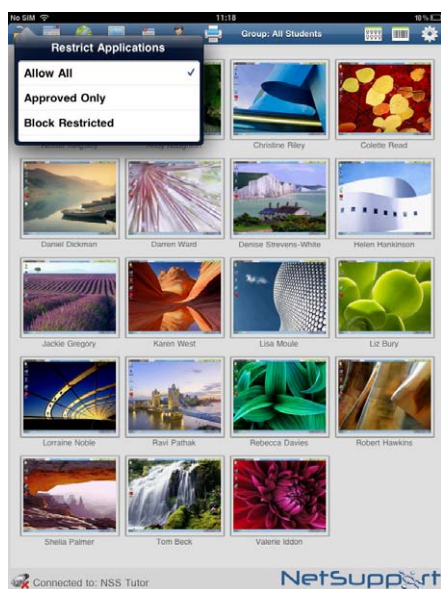 No SIM 11:18 10%
Group: All Students
Restrict Applications
Allow All
Approved Only
Block Restricted
Christine Riley Colette Read
Daniel Dickman Darren Ward Denise Strevens-White Helen Hankinson
Jackie Gregory Karen West Lisa Moule Liz Bury
Lorraine Noble Ravi Pathak Rebecca Davies Robert Hawkins
Sheila Palmer Tom Beck Valerie Iddon
Connected to: NSS Tutor NetSupport